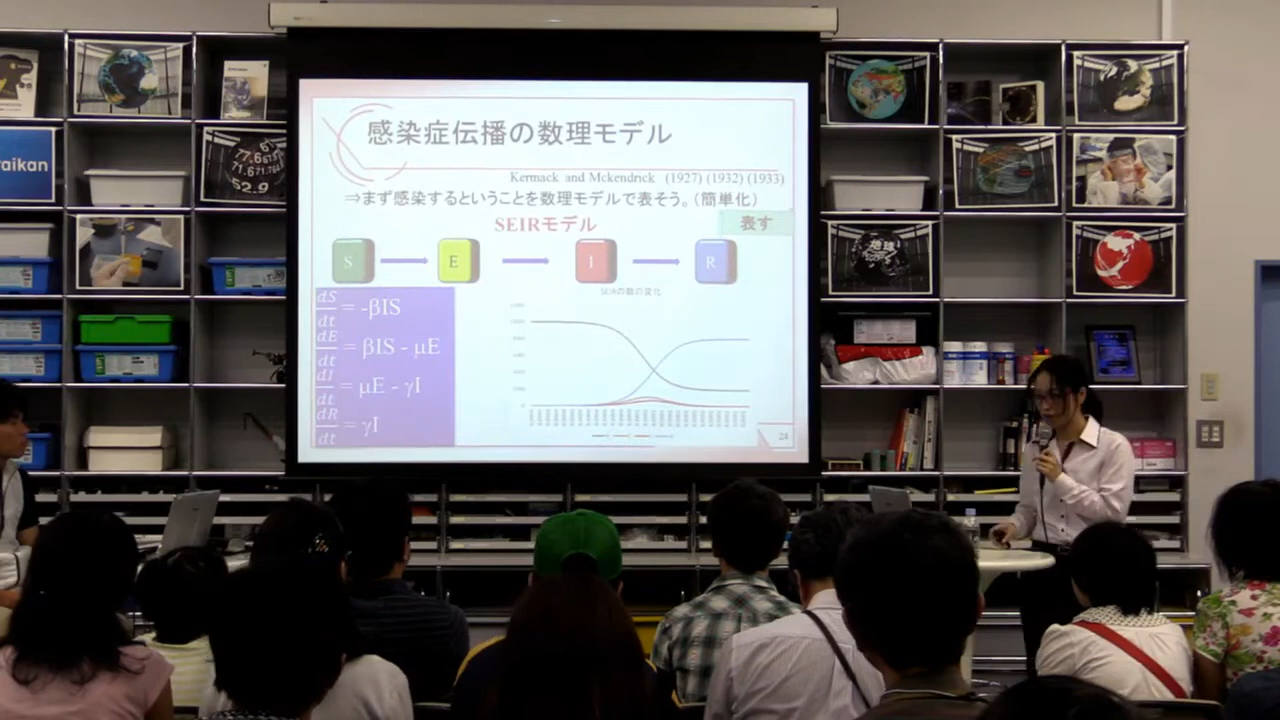 感染症伝播の数理モデル
Kermack and Mckendrick (1927) (1932) (1933)
⇒まず感染するということを数理モデルで表そう。(簡単化)
SEIRモデル
表す
S
E
I
R
dS/dt = -βIS
dE/dt = βIS - μE
dI/dt = μE - γI
dR/dt = γI
SEIRの数の変化
24
raikan
77.6
52.9
地球